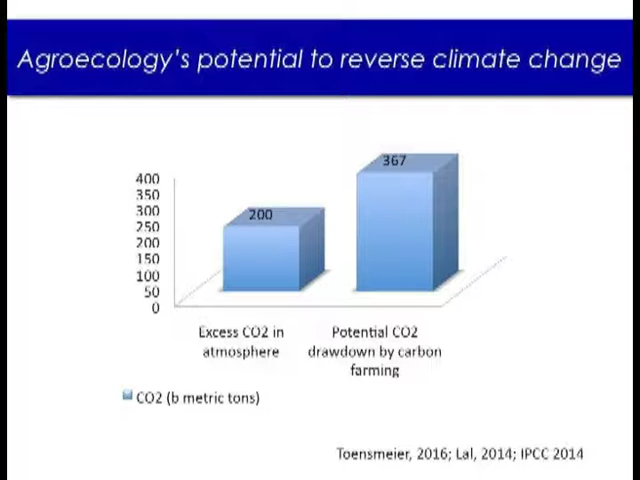 Agroecology's potential to reverse climate change
400
350
300
250
200
150
100
50
0
200
367
Excess CO2 in
atmosphere
Potential CO2
drawdown by carbon
farming
CO2 (b metric tons)
Toensmeier, 2016; Lal, 2014; IPCC 2014